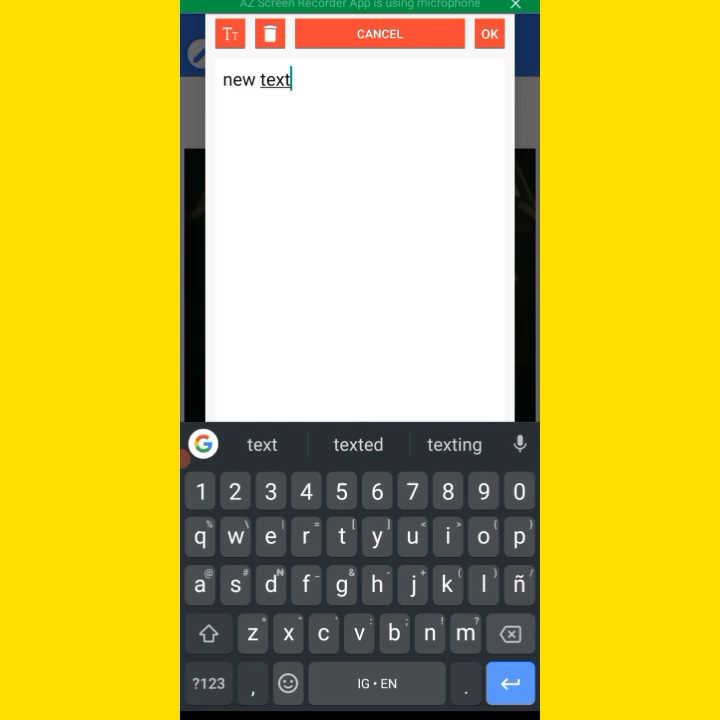 AZ Screen Recorder App is using microphone
TT CANCEL OK
new text
text texted texting
1 2 3 4 5 6 7 8 9 0
q w e r t y u i o p
a s d f g h j k l ñ
z x c v b n m
?123 , IG • EN .